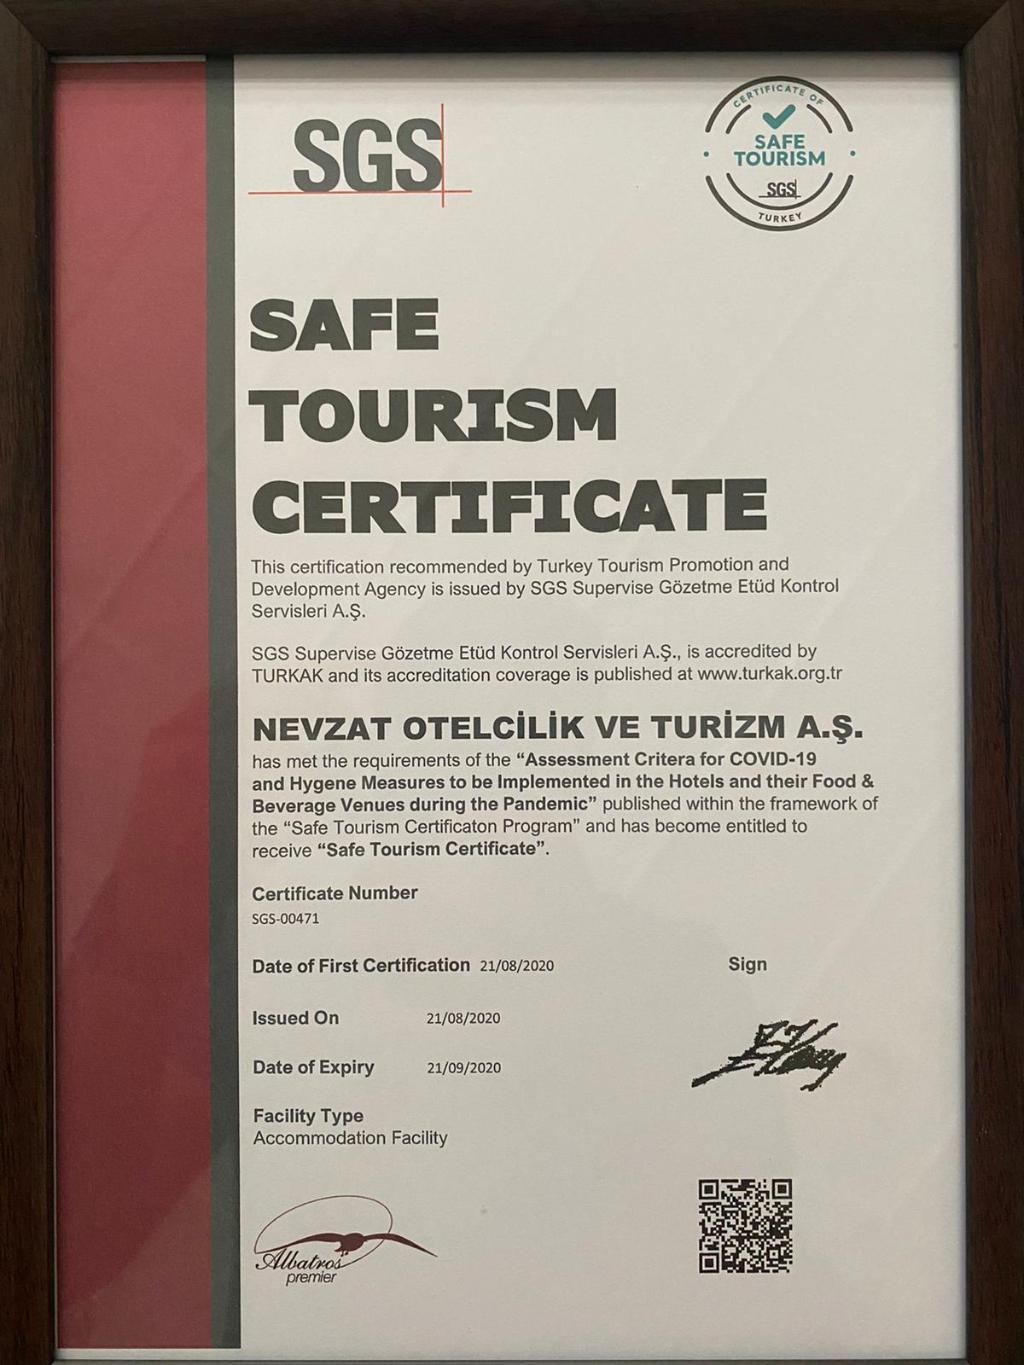 SGS
CERTIFICATE OF
SAFE
TOURISM
SGS
TURKEY
SAFE
TOURISM
CERTIFICATE
This certification recommended by Turkey Tourism Promotion and
Development Agency is issued by SGS Supervise Gözetme Etüd Kontrol
Servisleri A.Ş.
SGS Supervise Gözetme Etüd Kontrol Servisleri A.Ş., is accredited by
TURKAK and its accreditation coverage is published at www.turkak.org.tr
NEVZAT OTELCİLİK VE TURİZM A.Ş.
has met the requirements of the “Assessment Critera for COVID-19
and Hygene Measures to be Implemented in the Hotels and their Food &
Beverage Venues during the Pandemic” published within the framework of
the “Safe Tourism Certificaton Program” and has become entitled to
receive “Safe Tourism Certificate”.
Certificate Number
SGS-00471
Date of First Certification 21/08/2020
Sign
Issued On 21/08/2020
Date of Expiry 21/09/2020
Facility Type
Accommodation Facility
Albatros
premier